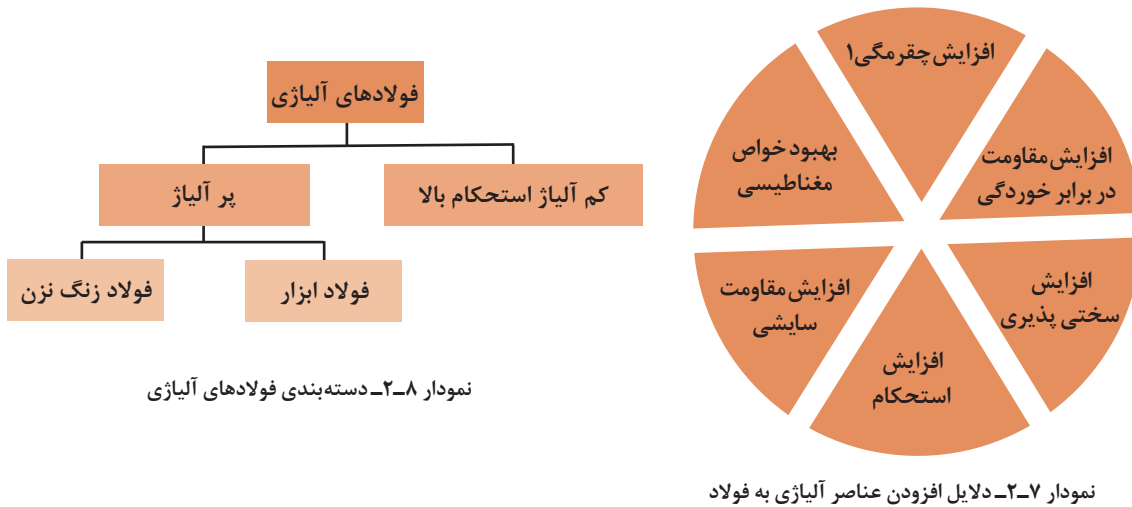 افزایش چقرمگی۱
افزایش مقاومت
در برابر خوردگی
افزایش
سختی پذیری
افزایش
استحکام
افزایش مقاومت
سایشی
بهبود خواص
مغناطیسی
نمودار ۷ـ۲ـ دلایل افزودن عناصر آلیاژی به فولاد
فولادهای آلیاژی
کم آلیاژ استحکام بالا
پر آلیاژ
فولاد ابزار
فولاد زنگ نزن
نمودار ۸ـ۲ـ دسته‌بندی فولادهای آلیاژی